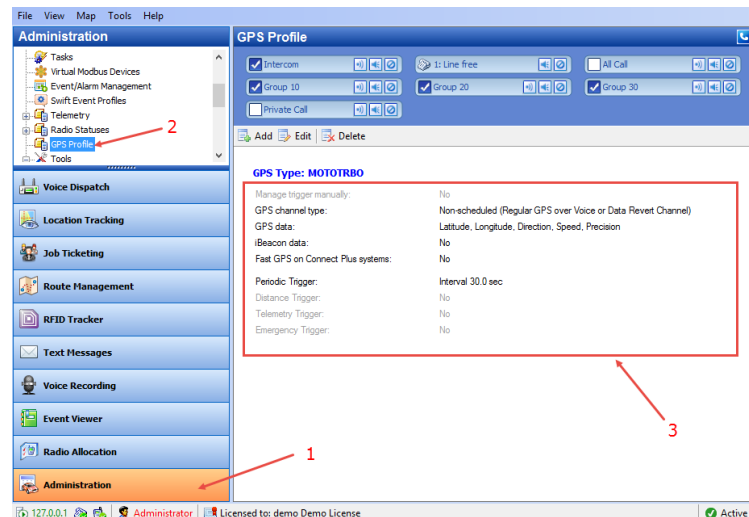 File View Map Tools Help
Administration
GPS Profile
Tasks
Virtual Modbus Devices
Event/Alarm Management
Swift Event Profiles
Telemetry
Radio Statuses
GPS Profile
Tools
2
Intercom
1: Line free
All Call
Group 10
Group 20
Group 30
Private Call
Add Edit Delete
GPS Type: MOTOTRBO
Manage trigger manually: No
GPS channel type: Non-scheduled (Regular GPS over Voice or Data Revert Channel)
GPS data: Latitude, Longitude, Direction, Speed, Precision
iBeacon data: No
Fast GPS on Connect Plus systems: No
Periodic Trigger: Interval 30.0 sec
Distance Trigger: No
Telemetry Trigger: No
Emergency Trigger: No
3
Voice Dispatch
Location Tracking
Job Ticketing
Route Management
RFID Tracker
Text Messages
Voice Recording
Event Viewer
Radio Allocation
Administration
1
127.0.0.1 Administrator Licensed to: demo Demo License Active